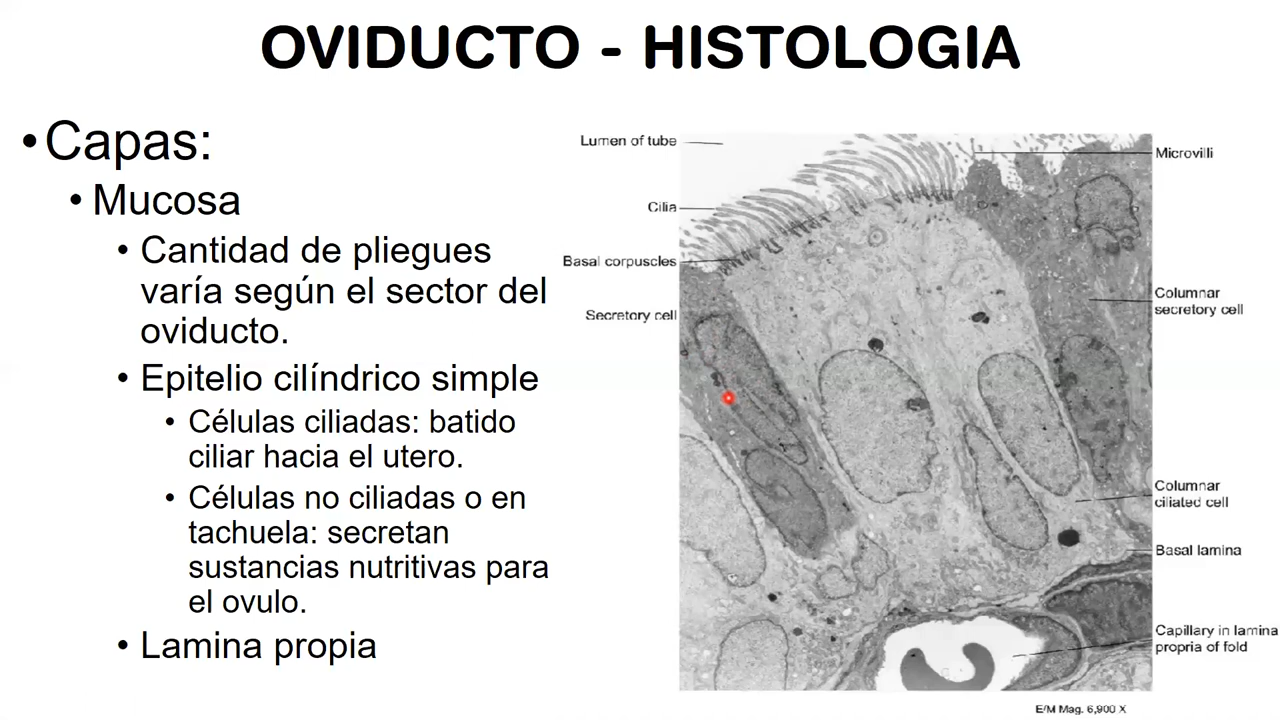 OVIDUCTO - HISTOLOGIA
•Capas:
• Mucosa
• Cantidad de pliegues
varía según el sector del
oviducto.
• Epitelio cilíndrico simple
• Células ciliadas: batido
ciliar hacia el utero.
• Células no ciliadas o en
tachuela: secretan
sustancias nutritivas para
el ovulo.
• Lamina propia
Lumen of tube
Cilia
Basal corpuscles
Secretory cell
Microvilli
Columnar
secretory cell
Columnar
ciliated cell
Basal lamina
Capillary in lamina
propria of fold
E/M Mag. 6,900 X